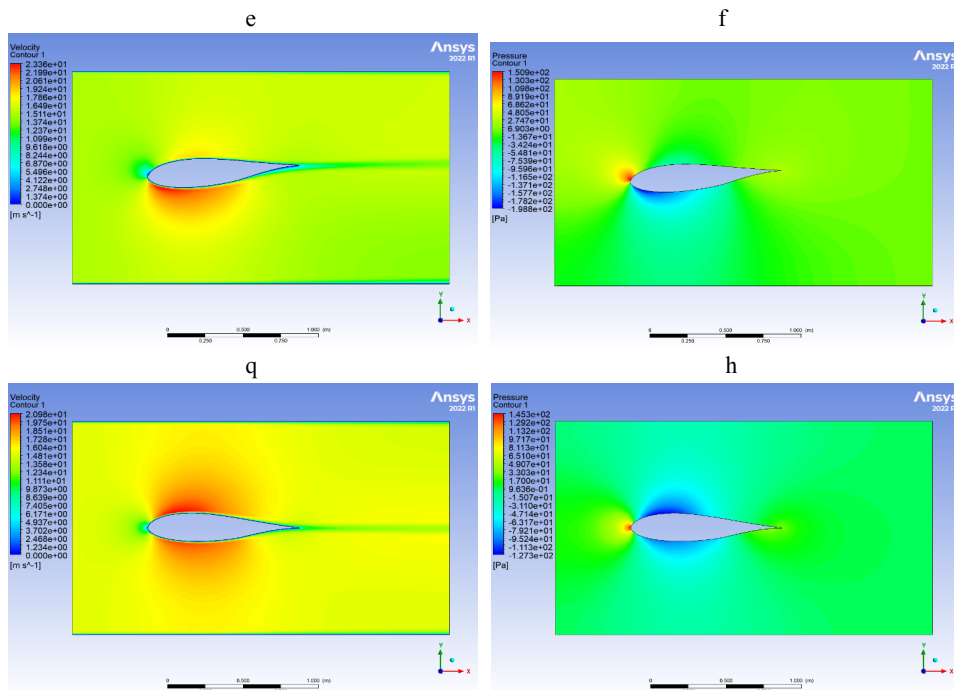 e
f
Velocity
Contour 1
2.336e+01
2.199e+01
2.061e+01
1.924e+01
1.786e+01
1.649e+01
1.511e+01
1.374e+01
1.237e+01
1.099e+01
9.618e+00
8.244e+00
6.870e+00
5.496e+00
4.122e+00
2.748e+00
1.374e+00
0.000e+00
[m s^-1]
Ansys
2022 R1
0 0.500 1.000 (m)
0.250 0.750
Y
X
Pressure
Contour 1
1.509e+02
1.303e+02
1.098e+02
8.919e+01
6.862e+01
4.805e+01
2.747e+01
6.903e+00
-1.367e+01
-3.424e+01
-5.481e+01
-7.539e+01
-9.596e+01
-1.165e+02
-1.371e+02
-1.577e+02
-1.782e+02
-1.988e+02
[Pa]
Ansys
2022 R
0 0.500 1.000 (m)
0.250 0.750
Y
X
q
h
Velocity
Contour 1
2.098e+01
1.975e+01
1.851e+01
1.728e+01
1.604e+01
1.481e+01
1.358e+01
1.234e+01
1.111e+01
9.873e+00
8.639e+00
7.405e+00
6.171e+00
4.937e+00
3.702e+00
2.468e+00
1.234e+00
0.000e+00
[m s^-1]
Ansys
2022 R1
0 0.500 1.000 (m)
0.250 0.750
Y
X
Pressure
Contour 1
1.453e+02
1.292e+02
1.132e+02
9.717e+01
8.113e+01
6.510e+01
4.907e+01
3.303e+01
1.700e+01
9.636e-01
-1.507e+01
-3.110e+01
-4.714e+01
-6.317e+01
-7.921e+01
-9.524e+01
-1.113e+02
-1.273e+02
[Pa]
Ansys
2022 R
0 0.500 1.000 (m)
0.250 0.750
Y
X